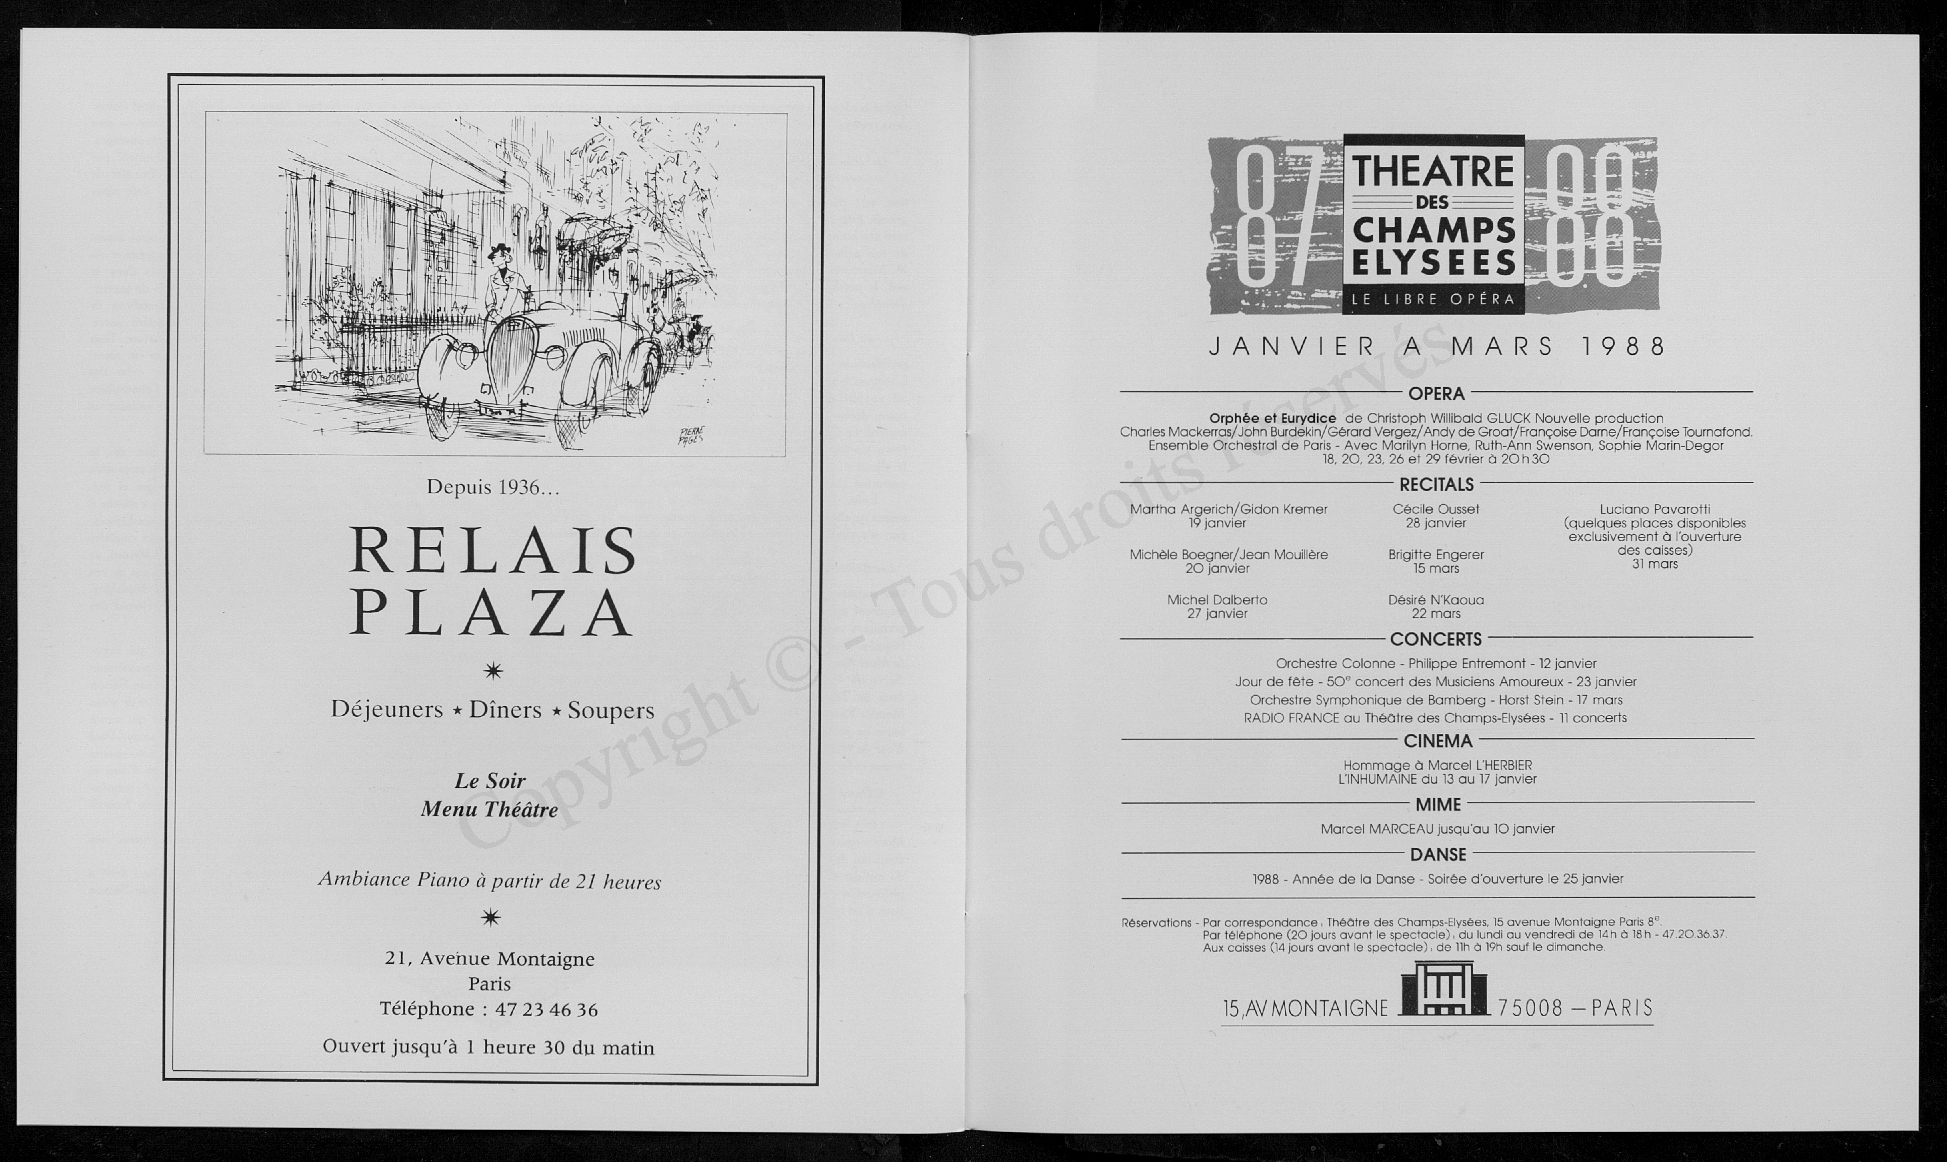 PIERRE
PAGÈS
Depuis 1936...
RELAIS
PLAZA
Déjeuners ★ Dîners ★ Soupers
Le Soir
Menu Théâtre
Ambiance Piano à partir de 21 heures
21, Avenue Montaigne
Paris
Téléphone : 47 23 46 36
Ouvert jusqu'à 1 heure 30 du matin
87 THEATRE 88
DES
CHAMPS
ELYSEES
LE LIBRE OPÉRA
JANVIER A MARS 1988
OPERA
Orphée et Eurydice de Christoph Willibald GLUCK Nouvelle production
Charles Mackerras/John Burdekin/Gérard Vergez/Andy de Groat/Françoise Darne/Françoise Tournafond.
Ensemble Orchestral de Paris - Avec Marilyn Horne, Ruth-Ann Swenson, Sophie Marin-Degor
18, 20, 23, 26 et 29 février à 20 h 30
RECITALS
Martha Argerich/Gidon Kremer
19 janvier
Michèle Boegner/Jean Mouillère
20 janvier
Michel Dalberto
27 janvier
Cécile Ousset
28 janvier
Brigitte Engerer
15 mars
Désiré N'Kaoua
22 mars
Luciano Pavarotti
(quelques places disponibles
exclusivement à l'ouverture
des caisses)
31 mars
CONCERTS
Orchestre Colonne - Philippe Entremont - 12 janvier
Jour de fête - 50e concert des Musiciens Amoureux - 23 janvier
Orchestre Symphonique de Bamberg - Horst Stein - 17 mars
RADIO FRANCE au Théâtre des Champs-Elysées - 11 concerts
CINEMA
Hommage à Marcel L'HERBIER
L'INHUMAINE du 13 au 17 janvier
MIME
Marcel MARCEAU jusqu'au 10 janvier
DANSE
1988 - Année de la Danse - Soirée d'ouverture le 25 janvier
Réservations - Par correspondance : Théâtre des Champs-Elysées, 15 avenue Montaigne Paris 8e.
Par téléphone (20 jours avant le spectacle) : du lundi au vendredi de 14h à 18h - 47.20.36.37.
Aux caisses (14 jours avant le spectacle) : de 11h à 19h sauf le dimanche.
15, AV MONTAIGNE 75008 – PARIS
Copyright © - Tous droits réservés